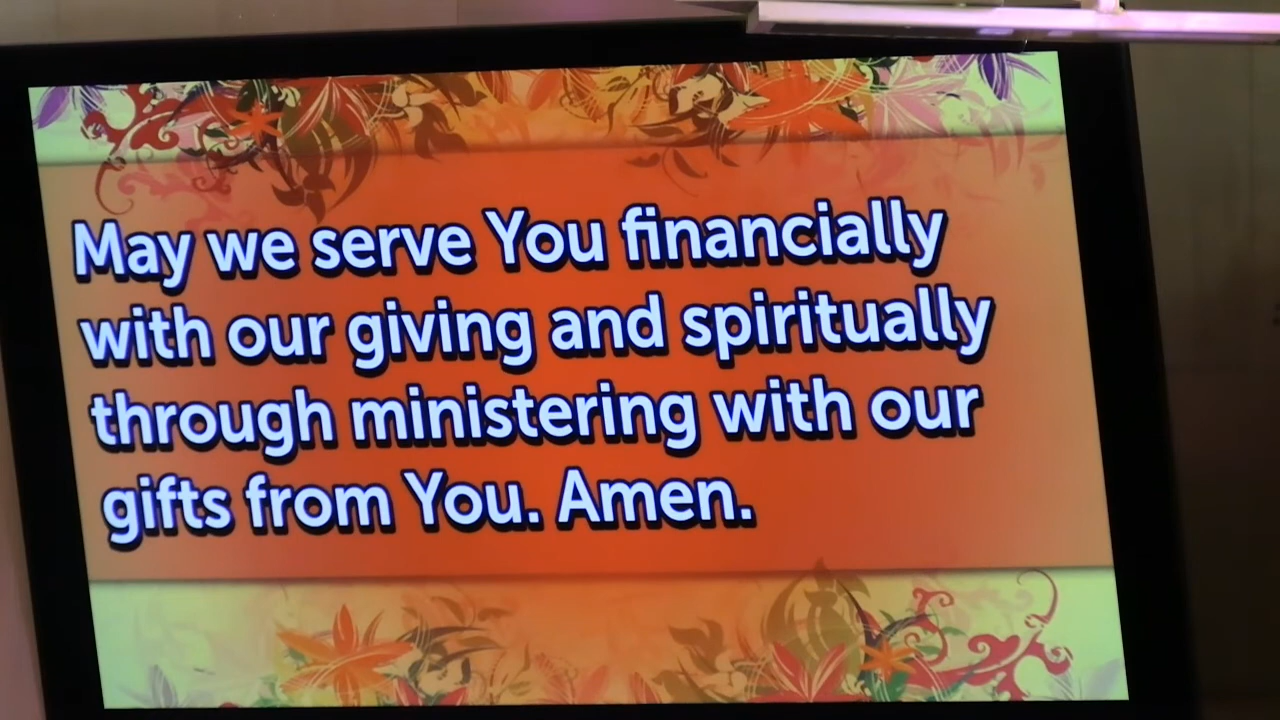 May we serve You financially
with our giving and spiritually
through ministering with our
gifts from You. Amen.